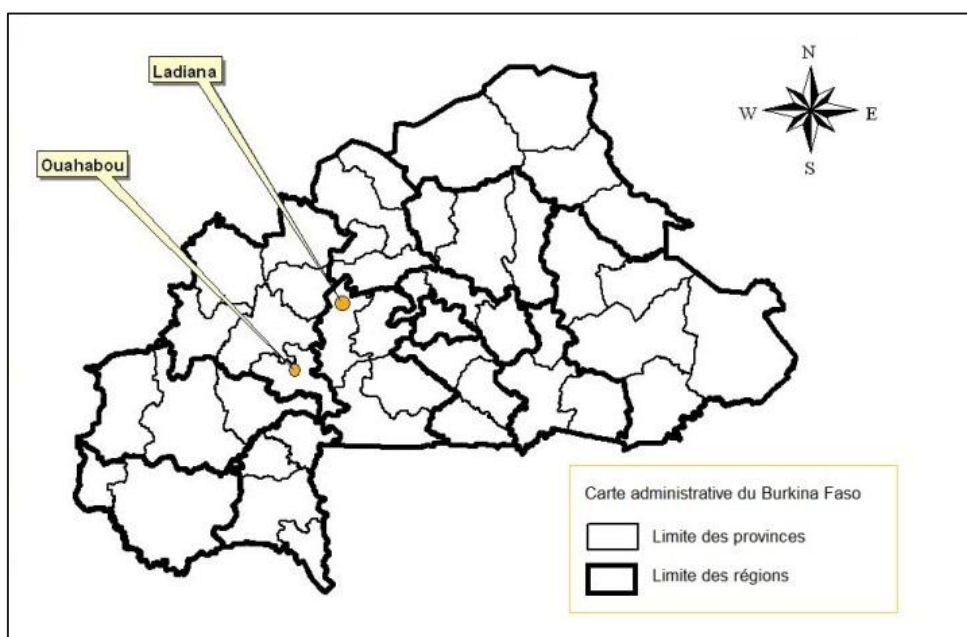 Ladiana
Ouahabou
N
W
E
S
Carte administrative du Burkina Faso
Limite des provinces
Limite des régions